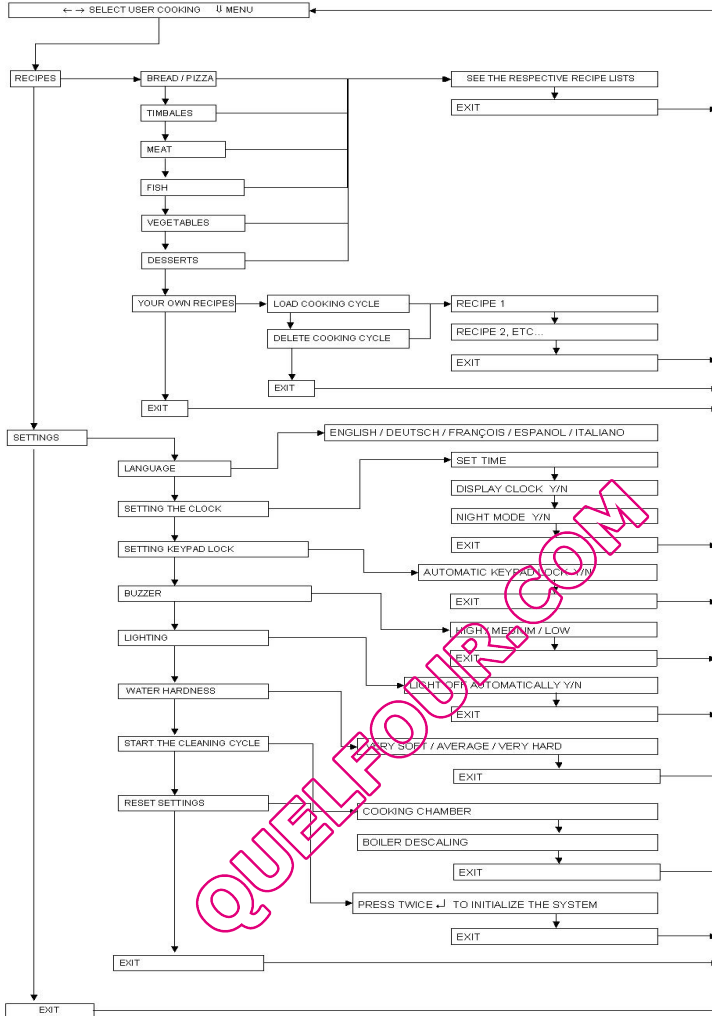 ← → SELECT USER COOKING ⇓ MENU
RECIPES
BREAD / PIZZA
SEE THE RESPECTIVE RECIPE LISTS
EXIT
TIMBALES
MEAT
FISH
VEGETABLES
DESSERTS
YOUR OWN RECIPES
LOAD COOKING CYCLE
RECIPE 1
DELETE COOKING CYCLE
RECIPE 2, ETC...
EXIT
EXIT
EXIT
SETTINGS
ENGLISH / DEUTSCH / FRANÇOIS / ESPANOL / ITALIANO
LANGUAGE
SET TIME
DISPLAY CLOCK Y/N
SETTING THE CLOCK
NIGHT MODE Y/N
EXIT
SETTING KEYPAD LOCK
AUTOMATIC KEYPAD LOCK Y/N
EXIT
BUZZER
HIGH / MEDIUM / LOW
EXIT
LIGHTING
LIGHT OFF AUTOMATICALLY Y/N
EXIT
WATER HARDNESS
VERY SOFT / AVERAGE / VERY HARD
EXIT
START THE CLEANING CYCLE
COOKING CHAMBER
BOILER DESCALING
EXIT
RESET SETTINGS
PRESS TWICE ↵ TO INITIALIZE THE SYSTEM
EXIT
EXIT
EXIT
QUELFOUR.COM